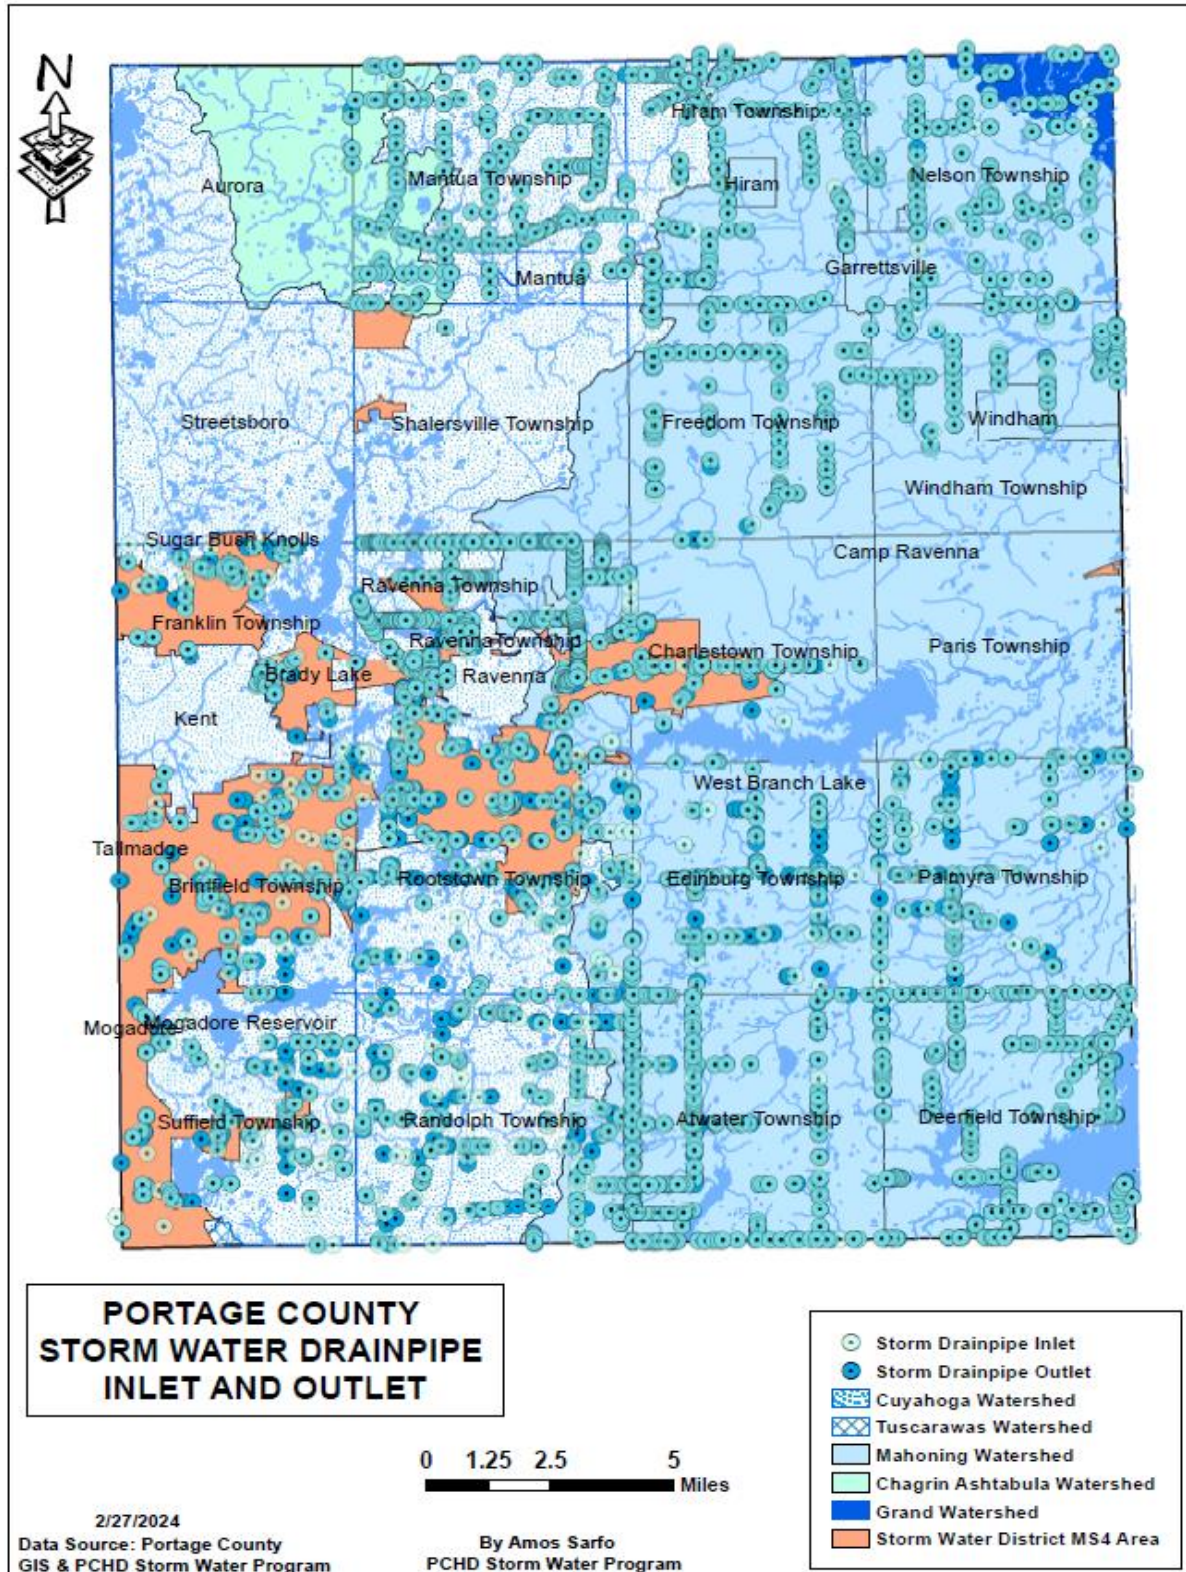 N
Hiram Township
Aurora
Mantua Township
Hiram
Nelson Township
Mantua
Garrettsville
Streetsboro
Shalersville Township
Freedom Township
Windham
Windham Township
Sugar Bush Knolls
Camp Ravenna
Ravenna Township
Franklin Township
RavennaTownship
Charlestown Township
Paris Township
Brady Lake
Ravenna
Kent
West Branch Lake
Tallmadge
Brimfield Township
Rootstown Township
Edinburg Township
Palmyra Township
Mogadore
Mogadore Reservoir
Suffield Township
Randolph Township
Atwater Township
Deerfield Township
PORTAGE COUNTY
STORM WATER DRAINPIPE
INLET AND OUTLET
Storm Drainpipe Inlet
Storm Drainpipe Outlet
Cuyahoga Watershed
Tuscarawas Watershed
Mahoning Watershed
Chagrin Ashtabula Watershed
Grand Watershed
Storm Water District MS4 Area
0 1.25 2.5 5
Miles
2/27/2024
Data Source: Portage County
GIS & PCHD Storm Water Program
By Amos Sarfo
PCHD Storm Water Program